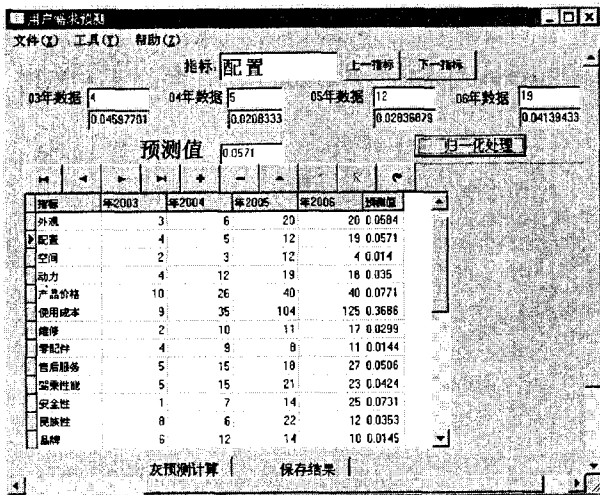 用户需求预测
文件(X) 工具(Y) 帮助(Z)
指标: 配置 上一指标 下一指标
03年数据 4 04年数据 5 05年数据 12 06年数据 19
0.04597701 0.0208333 0.02836879 0.04139433
预测值 0.0571 归一化处理
指标 年2003 年2004 年2005 年2006 预测值
外观 3 6 20 20 0.0584
配置 4 5 12 19 0.0571
空间 2 3 12 4 0.014
动力 4 12 19 18 0.035
产品价格 10 26 40 40 0.0771
使用成本 9 35 104 125 0.3686
维修 2 10 11 17 0.0299
零配件 4 9 8 11 0.0144
售后服务 5 15 18 27 0.0506
驾乘性能 5 15 21 23 0.0424
安全性 1 7 14 25 0.0731
民族性 8 6 22 12 0.0353
品牌 6 12 14 10 0.0145
灰预测计算 保存结果